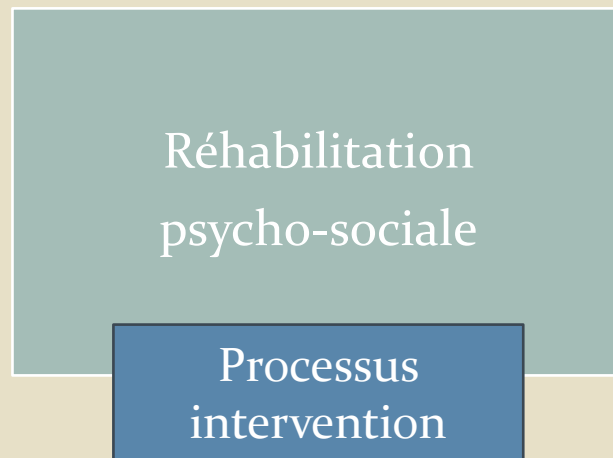 Réhabilitation
psycho-sociale
Processus
intervention